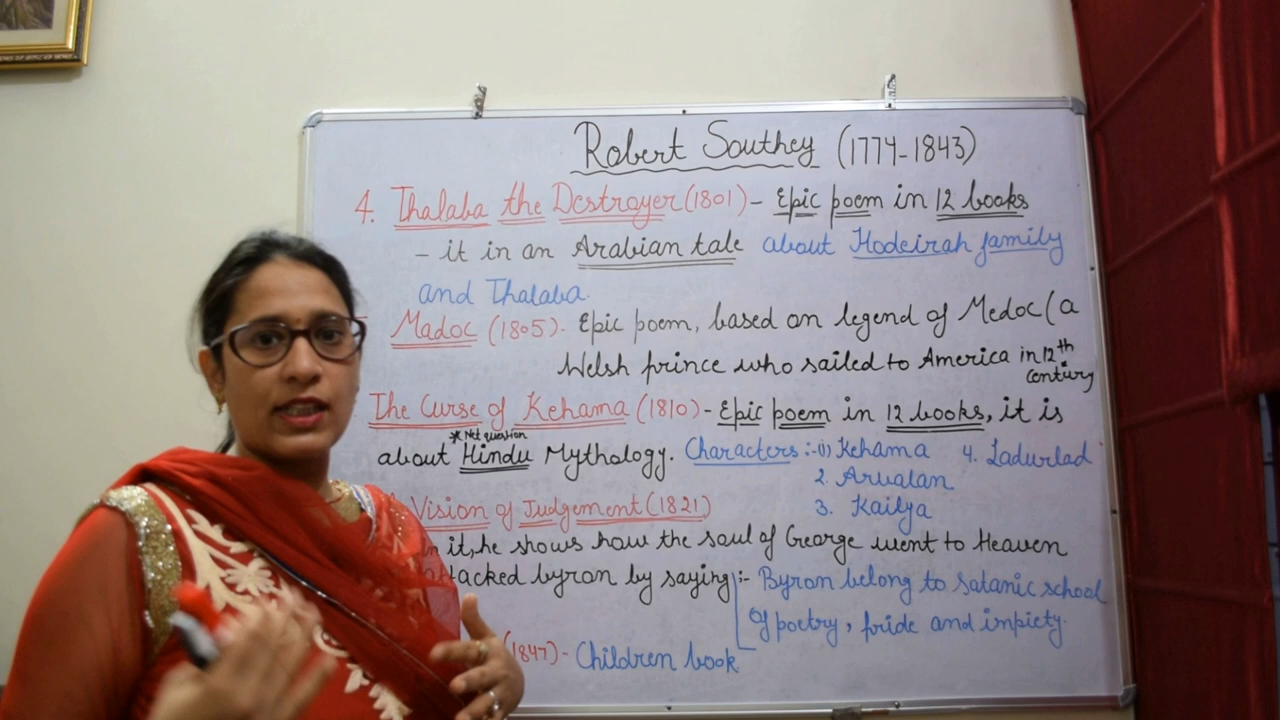 Robert Southey (1774-1843)
4. Thalaba the Destroyer (1801) - Epic poem in 12 books
- it in an Arabian tale about Hodeirah family
and Thalaba.
Madoc (1805). Epic poem, based on legend of Medoc (a
Welsh prince who sailed to America in 12th
century
The Curse of Kehama (1810) - Epic poem in 12 books, it is
* Net question
about Hindu Mythology. Characters :- (1) Kehama 4. Ladurlad
2. Arvalan
3. Kailya
Vision of Judgement (1821)
it, he shows how the soul of George went to Heaven
attacked byron by saying :- Byron belong to satanic school
of poetry, pride and impiety.
(1847) - Children book